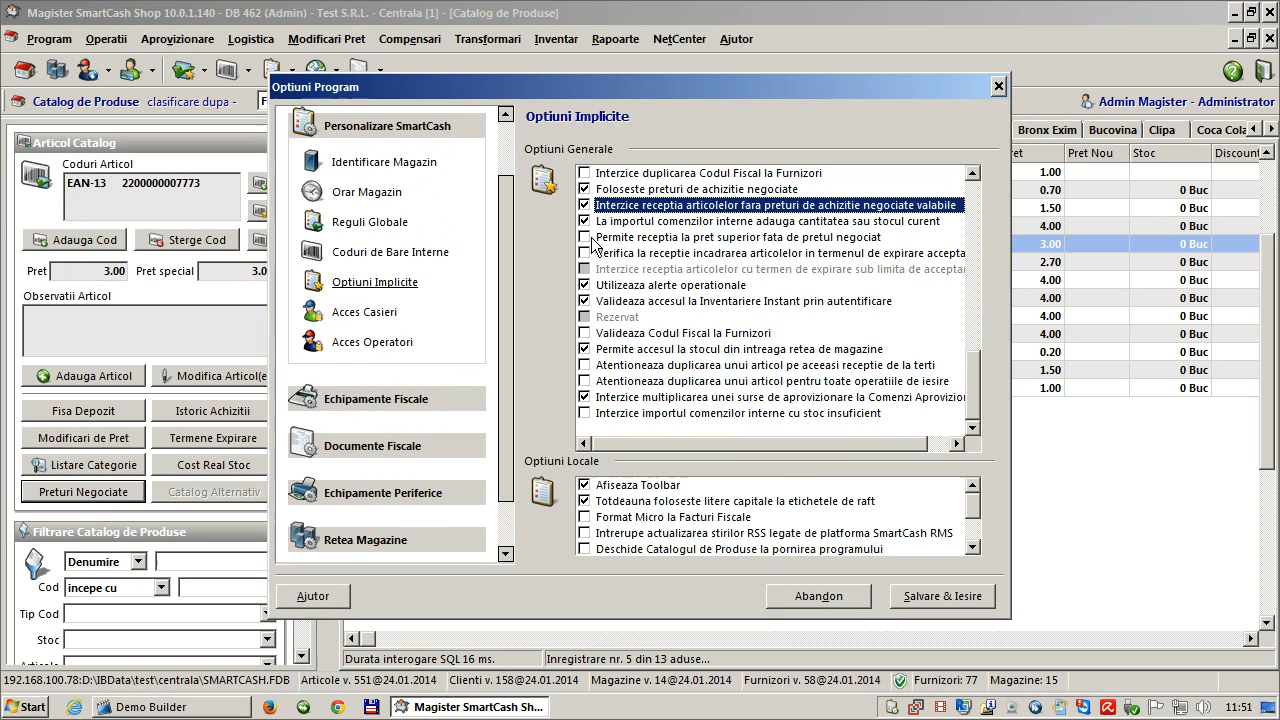 Magister SmartCash Shop 10.0.1.140 - DB 462 (Admin) - Test S.R.L. - Centrala [1] - [Catalog de Produse]
Program Operatii Aprovizionare Logistica Modificari Pret Compensari Transformari Inventar Rapoarte NetCenter Ajutor
Catalog de Produse clasificare dupa - F
Admin Magister - Administrator
Articol Catalog
Coduri Articol
EAN-13 2200000007773
Adauga Cod Sterge Cod
Pret 3.00 Pret special 3.00
Observatii Articol
Adauga Articol Modifica Articol(e
Fisa Depozit Istoric Achizitii
Modificari de Pret Termene Expirare
Listare Categorie Cost Real Stoc
Preturi Negociate Catalog Alternativ
Filtrare Catalog de Produse
Denumire
Cod incepe cu
Tip Cod
Stoc
Optiuni Program
Personalizare SmartCash
Identificare Magazin
Orar Magazin
Reguli Globale
Coduri de Bare Interne
Optiuni Implicite
Acces Casieri
Acces Operatori
Echipamente Fiscale
Documente Fiscale
Echipamente Periferice
Retea Magazine
Optiuni Implicite
Optiuni Generale
Interzice duplicarea Codul Fiscal la Furnizori
Foloseste preturi de achizitie negociate
Interzice receptia articolelor fara preturi de achizitie negociate valabile
La importul comenzilor interne adauga cantitatea sau stocul curent
Permite receptia la pret superior fata de pretul negociat
Verifica la receptie incadrarea articolelor in termenul de expirare accepta
Interzice receptia articolelor cu termen de expirare sub limita de acceptar
Utilizeaza alerte operationale
Valideaza accesul la Inventariere Instant prin autentificare
Rezervat
Valideaza Codul Fiscal la Furnizori
Permite accesul la stocul din intreaga retea de magazine
Atentioneaza duplicarea unui articol pe aceeasi receptie de la terti
Atentioneaza duplicarea unui articol pentru toate operatiile de iesire
Interzice multiplicarea unei surse de aprovizionare la Comenzi Aprovizion
Interzice importul comenzilor interne cu stoc insuficient
Optiuni Locale
Afiseaza Toolbar
Totdeauna foloseste litere capitale la etichetele de raft
Format Micro la Facturi Fiscale
Intrerupe actualizarea stirilor RSS legate de platforma SmartCash RMS
Deschide Catalogul de Produse la pornirea programului
Ajutor Abandon Salvare & Iesire
Bronx Exim Bucovina Clipa Coca Cola
ret Pret Nou Stoc Discount
1.00
0.70 0 Buc
1.50 0 Buc
4.00 0 Buc
3.00 0 Buc
2.70 0 Buc
4.00 0 Buc
4.00 0 Buc
4.00 0 Buc
4.00 0 Buc
0.20 0 Buc
1.50 0 Buc
1.00 0 Buc
Durata interogare SQL 16 ms. Inregistrare nr. 5 din 13 aduse...
192.168.100.78:D:\JBData\test\centrala\SMARTCASH.FDB Articole v. 551@24.01.2014 Clienti v. 158@24.01.2014 Magazine v. 14@24.01.2014 Furnizori v. 58@24.01.2014 Furnizori: 77 Magazine: 15
Start Demo Builder Magister SmartCash Sh... 11:51